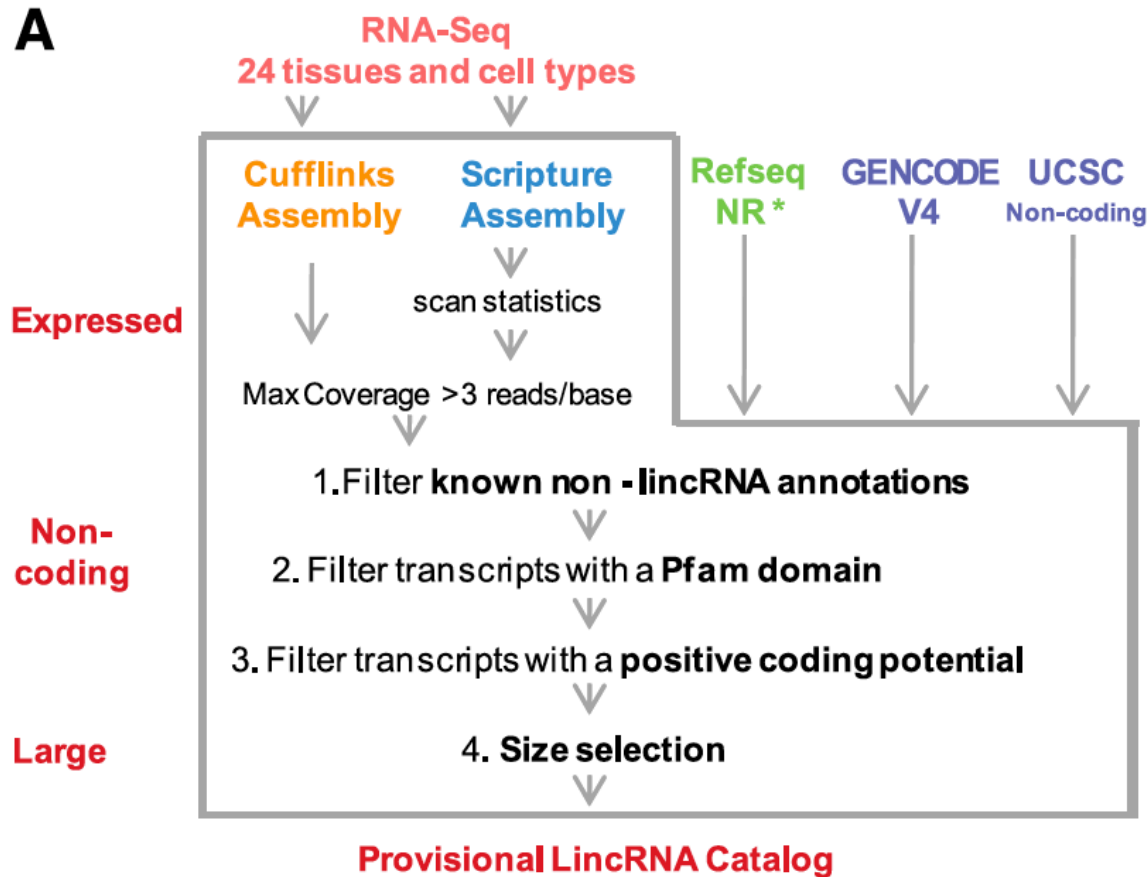 A
RNA-Seq
24 tissues and cell types
Cufflinks
Assembly
Scripture
Assembly
Refseq
NR *
GENCODE
V4
UCSC
Non-coding
Expressed
scan statistics
Max Coverage >3 reads/base
1.Filter known non - lincRNA annotations
Non-
coding
2. Filter transcripts with a Pfam domain
3. Filter transcripts with a positive coding potential
Large
4. Size selection
Provisional LincRNA Catalog